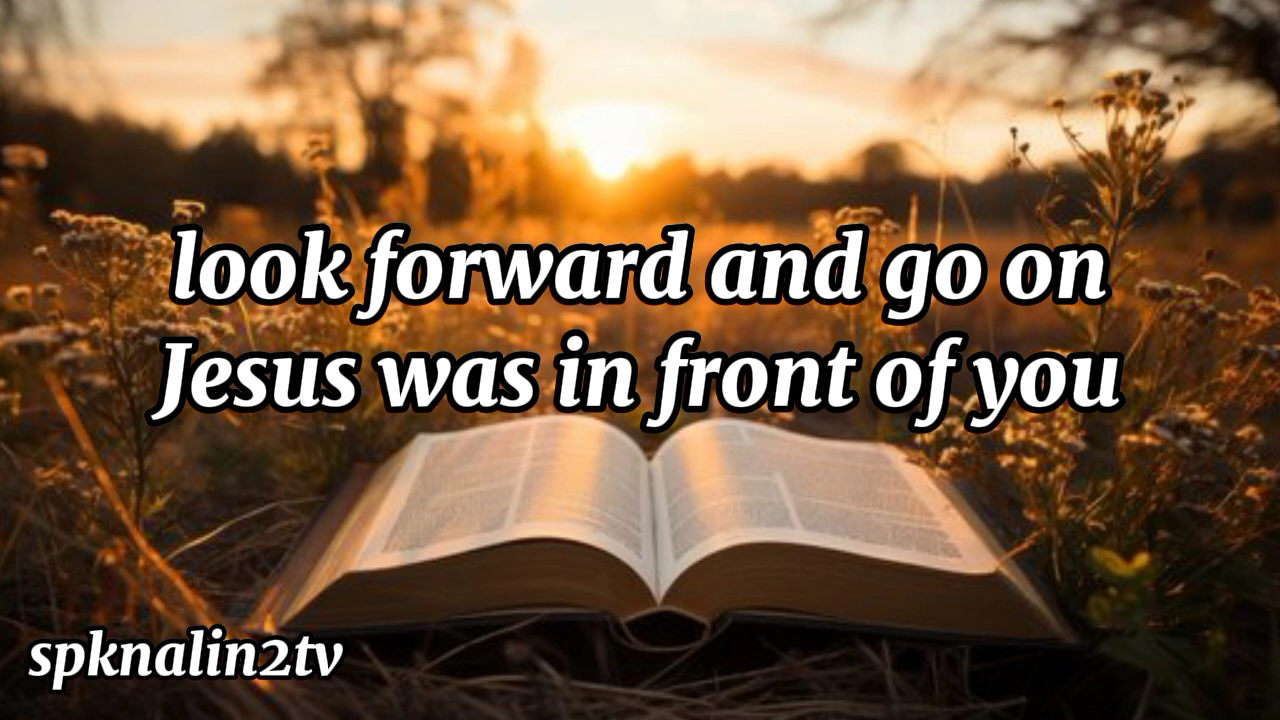 look forward and go on
Jesus was in front of you
spknalin2tv